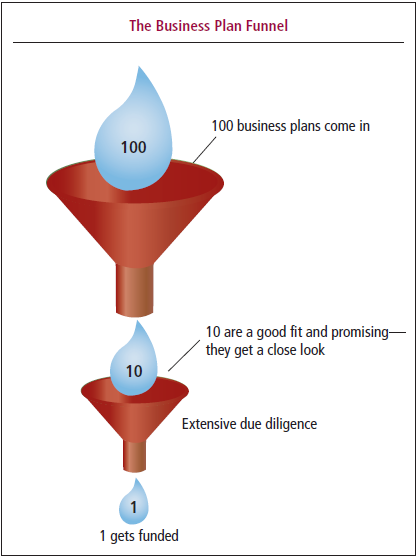 The Business Plan Funnel
100
100 business plans come in
10 are a good fit and promising—
they get a close look
10
Extensive due diligence
1
1 gets funded